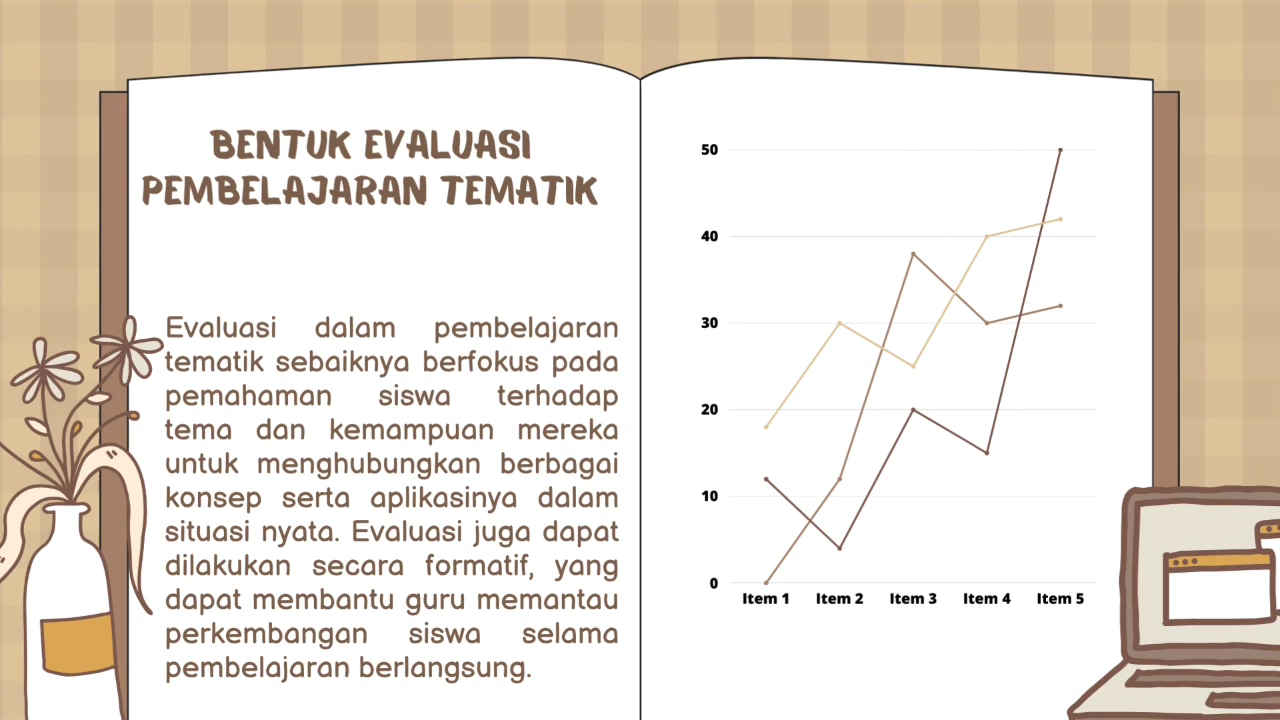 BENTUK EVALUASI
PEMBELAJARAN TEMATIK
Evaluasi dalam pembelajaran
tematik sebaiknya berfokus pada
pemahaman siswa terhadap
tema dan kemampuan mereka
untuk menghubungkan berbagai
konsep serta aplikasinya dalam
situasi nyata. Evaluasi juga dapat
dilakukan secara formatif, yang
dapat membantu guru memantau
perkembangan siswa selama
pembelajaran berlangsung.
50
40
30
20
10
0
Item 1 Item 2 Item 3 Item 4 Item 5